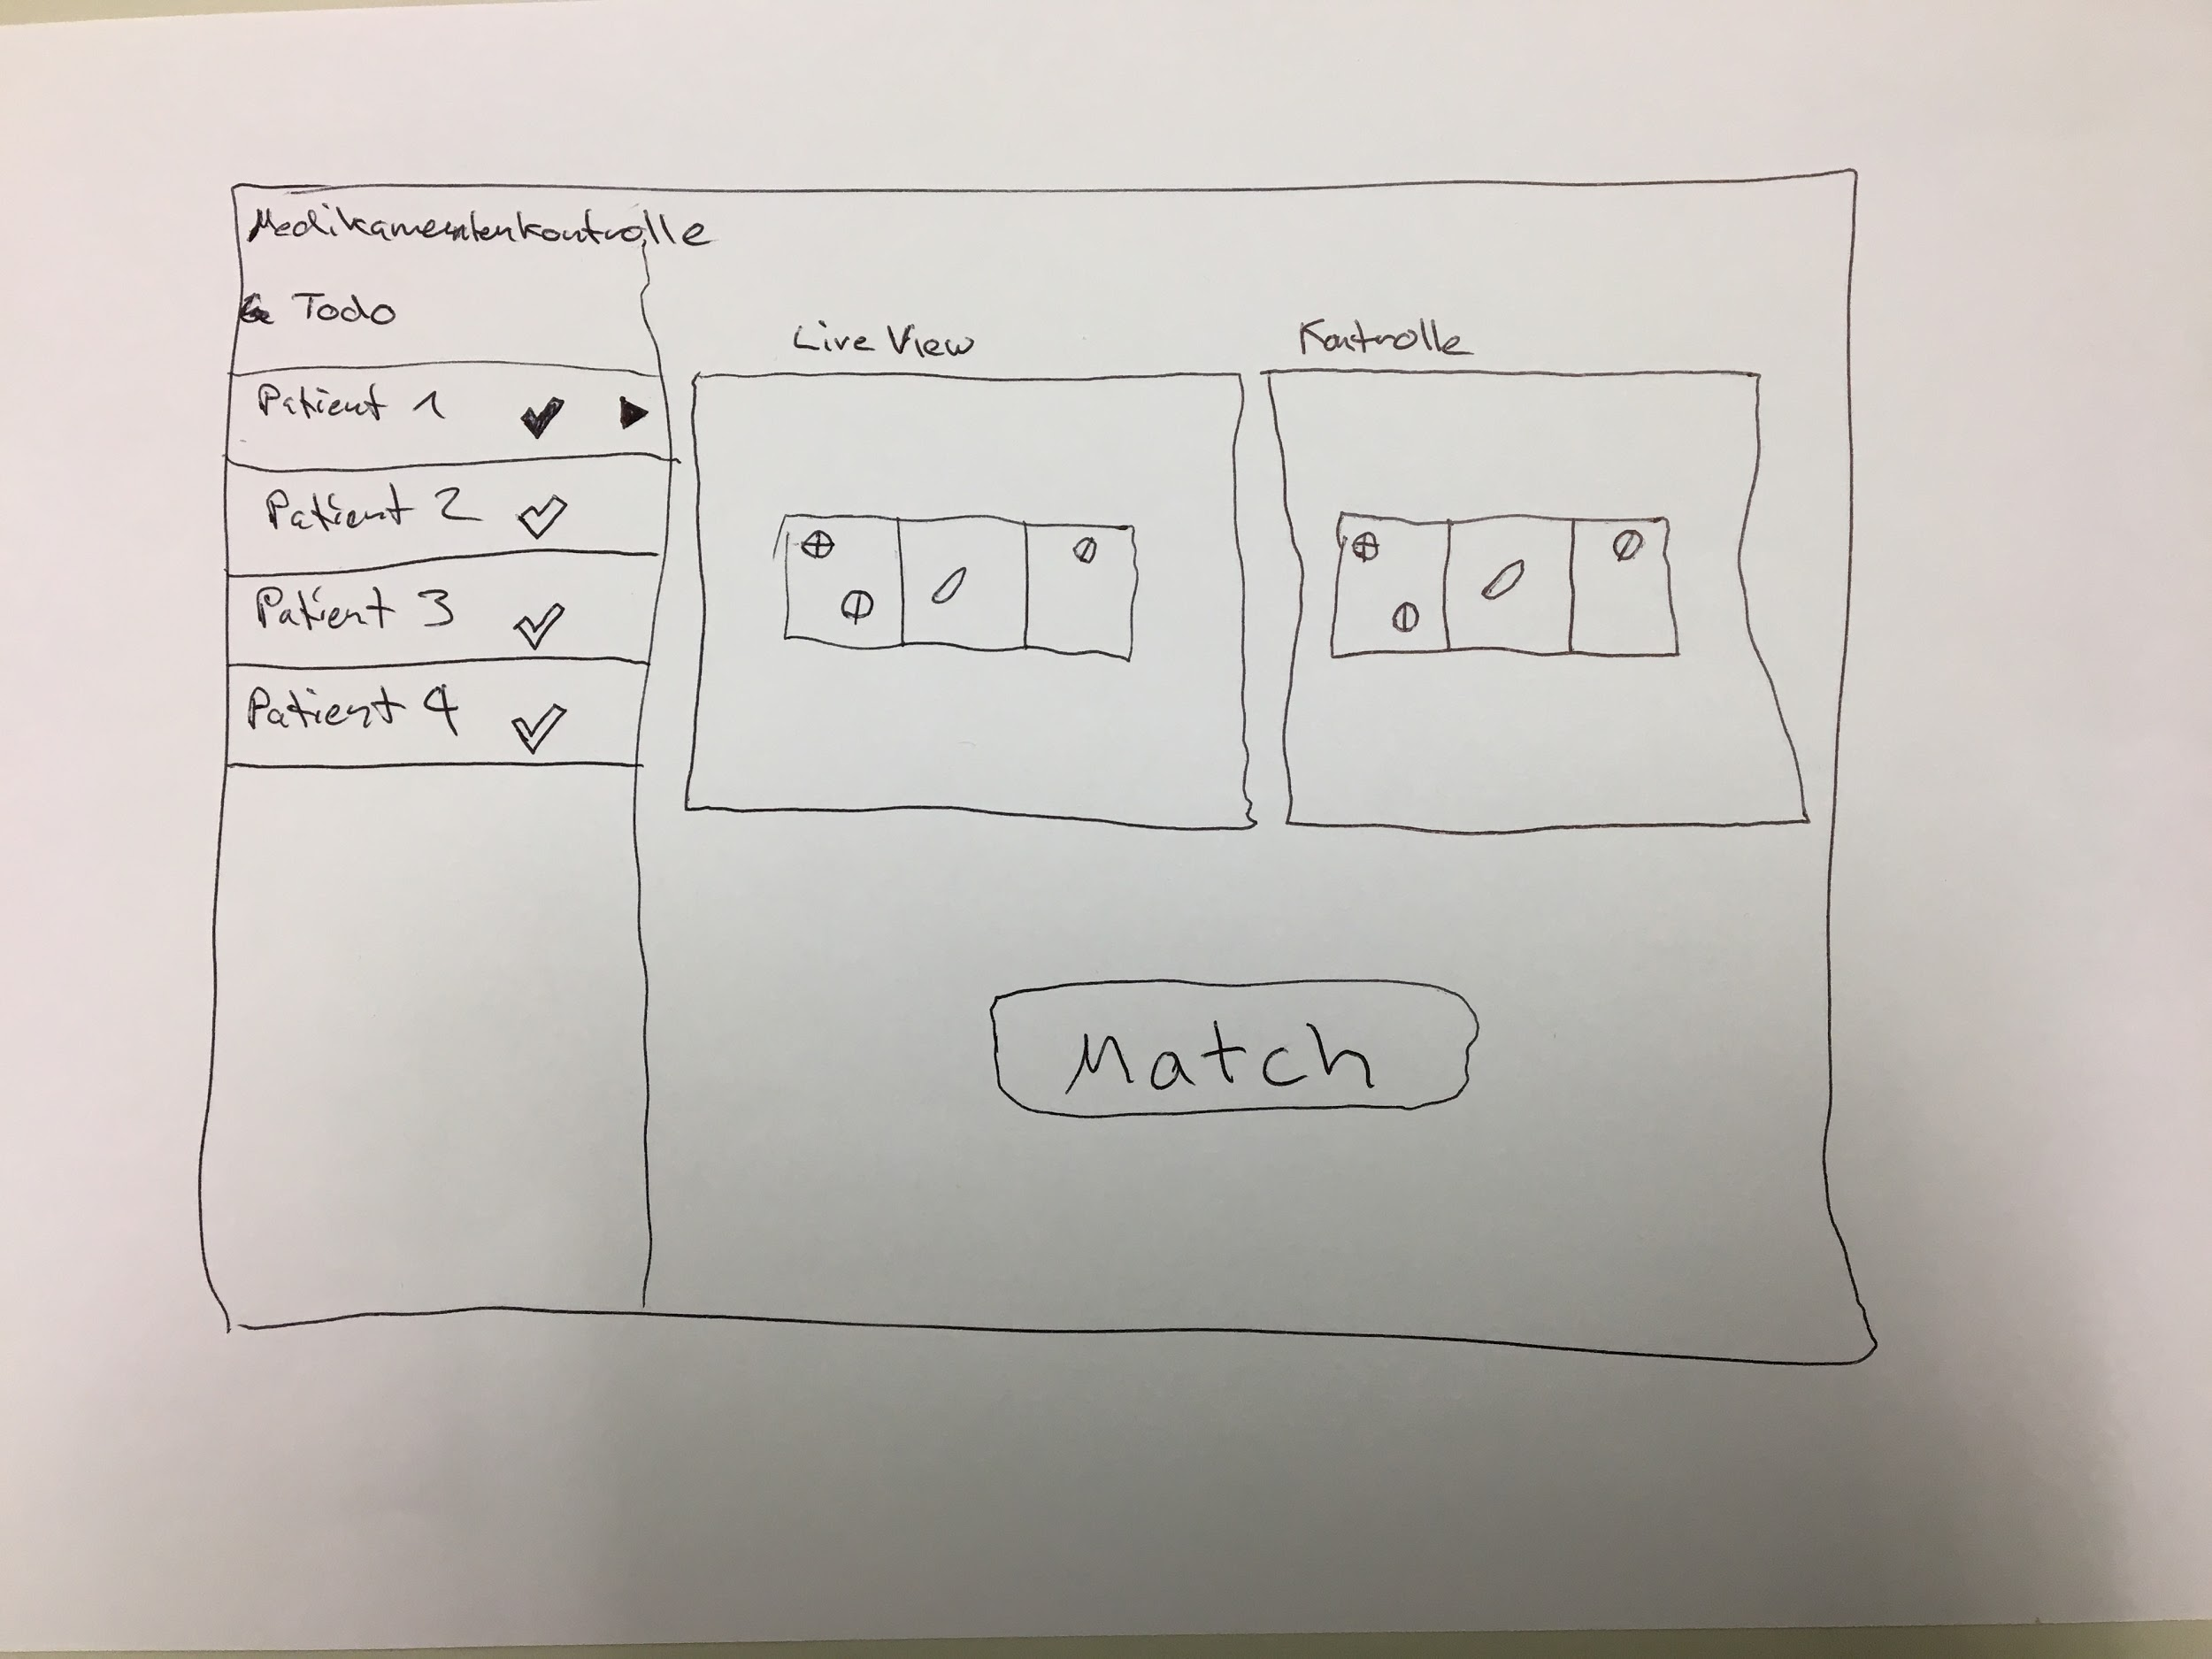 Medikamentenkontrolle
Todo
Patient 1
Patient 2
Patient 3
Patient 4
Live View
Kontrolle
Match